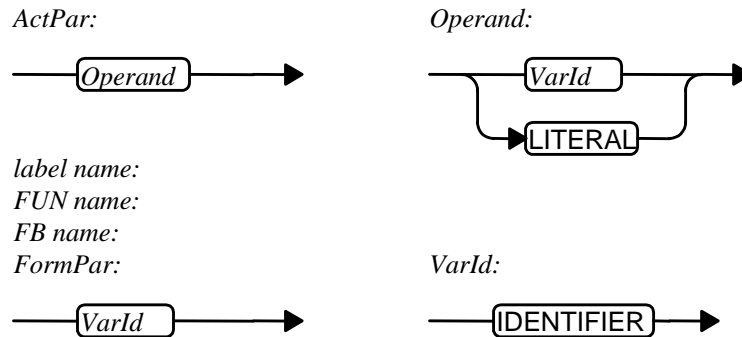 ActPar:
Operand
Operand:
VarId
LITERAL
label name:
FUN name:
FB name:
FormPar:
VarId
VarId:
IDENTIFIER